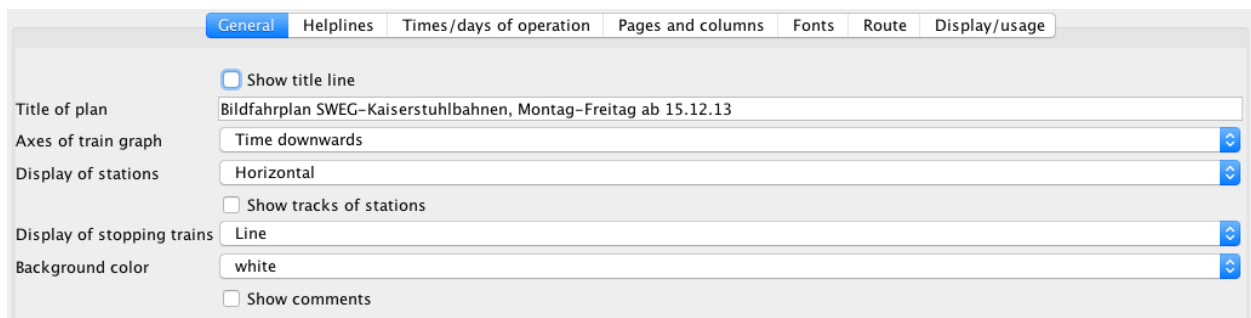 General Helplines Times/days of operation Pages and columns Fonts Route Display/usage
Show title line
Title of plan Bildfahrplan SWEG-Kaiserstuhlbahnen, Montag-Freitag ab 15.12.13
Axes of train graph Time downwards
Display of stations Horizontal
Show tracks of stations
Display of stopping trains Line
Background color white
Show comments